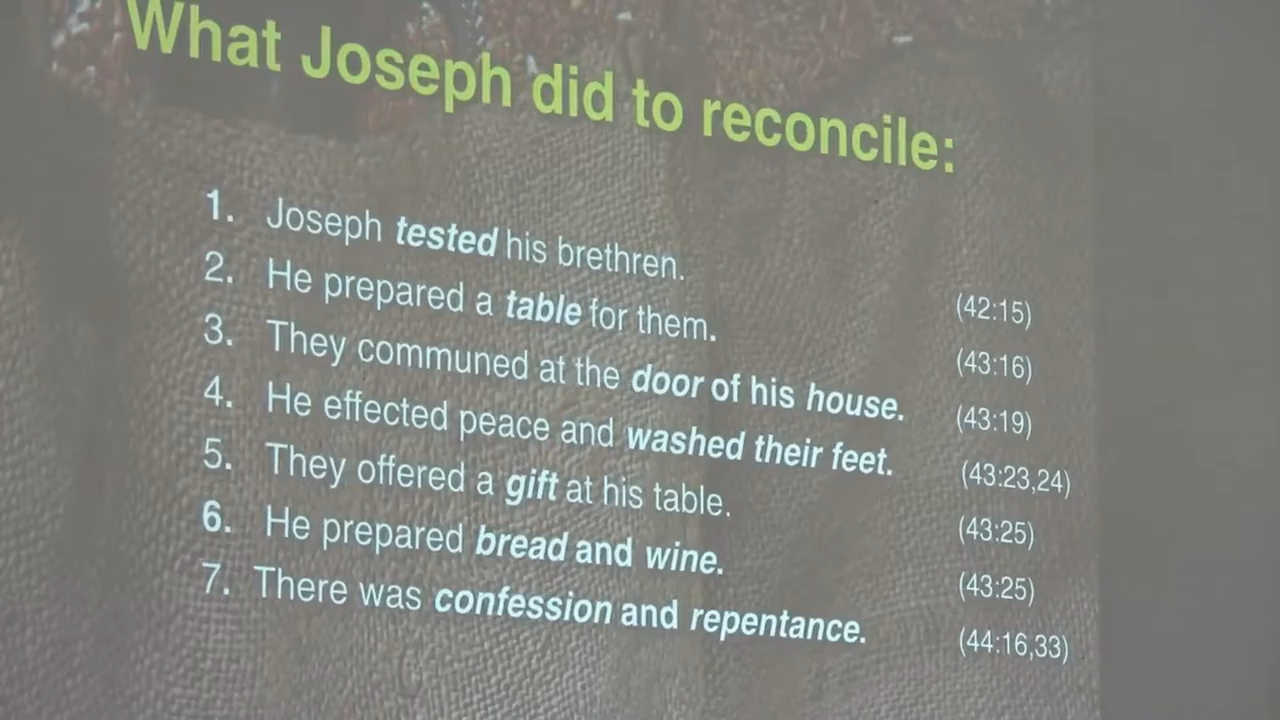 What Joseph did to reconcile:
1. Joseph tested his brethren. (42:15)
2. He prepared a table for them. (43:16)
3. They communed at the door of his house. (43:19)
4. He effected peace and washed their feet. (43:23,24)
5. They offered a gift at his table. (43:25)
6. He prepared bread and wine. (43:25)
7. There was confession and repentance. (44:16,33)